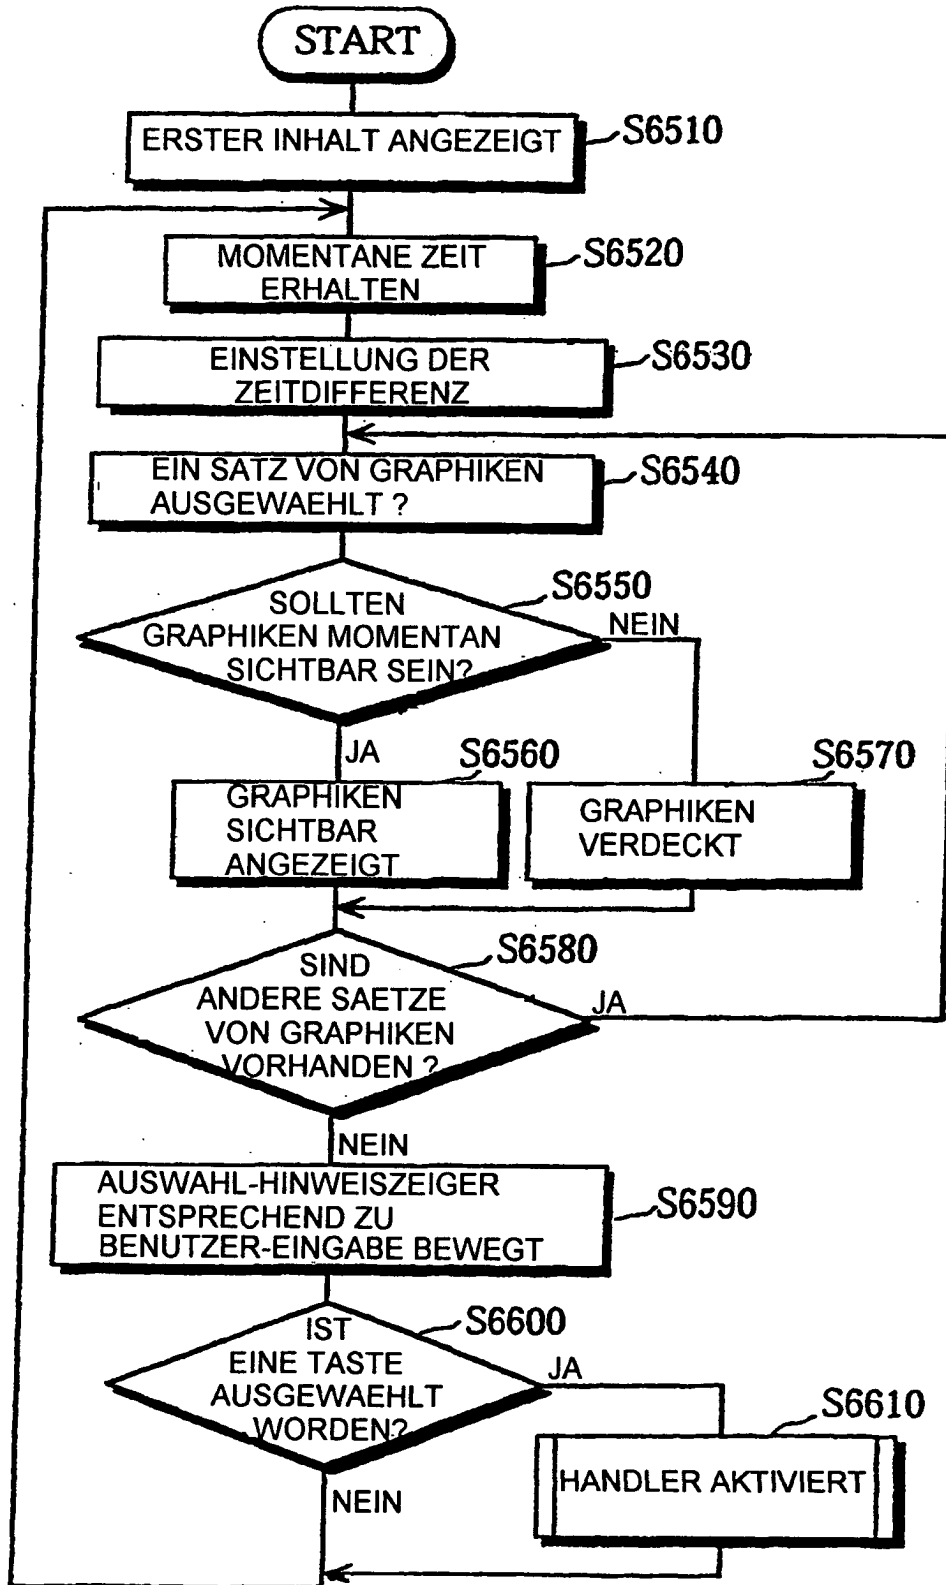 START
ERSTER INHALT ANGEZEIGT
S6510
MOMENTANE ZEIT
ERHALTEN
S6520
EINSTELLUNG DER
ZEITDIFFERENZ
S6530
EIN SATZ VON GRAPHIKEN
AUSGEWAEHLT ?
S6540
SOLLTEN
GRAPHIKEN MOMENTAN
SICHTBAR SEIN?
S6550
NEIN
JA
S6560
GRAPHIKEN
SICHTBAR
ANGEZEIGT
S6570
GRAPHIKEN
VERDECKT
SIND
ANDERE SAETZE
VON GRAPHIKEN
VORHANDEN ?
S6580
JA
NEIN
AUSWAHL-HINWEISZEIGER
ENTSPRECHEND ZU
BENUTZER-EINGABE BEWEGT
S6590
IST
EINE TASTE
AUSGEWAEHLT
WORDEN?
S6600
JA
S6610
HANDLER AKTIVIERT
NEIN